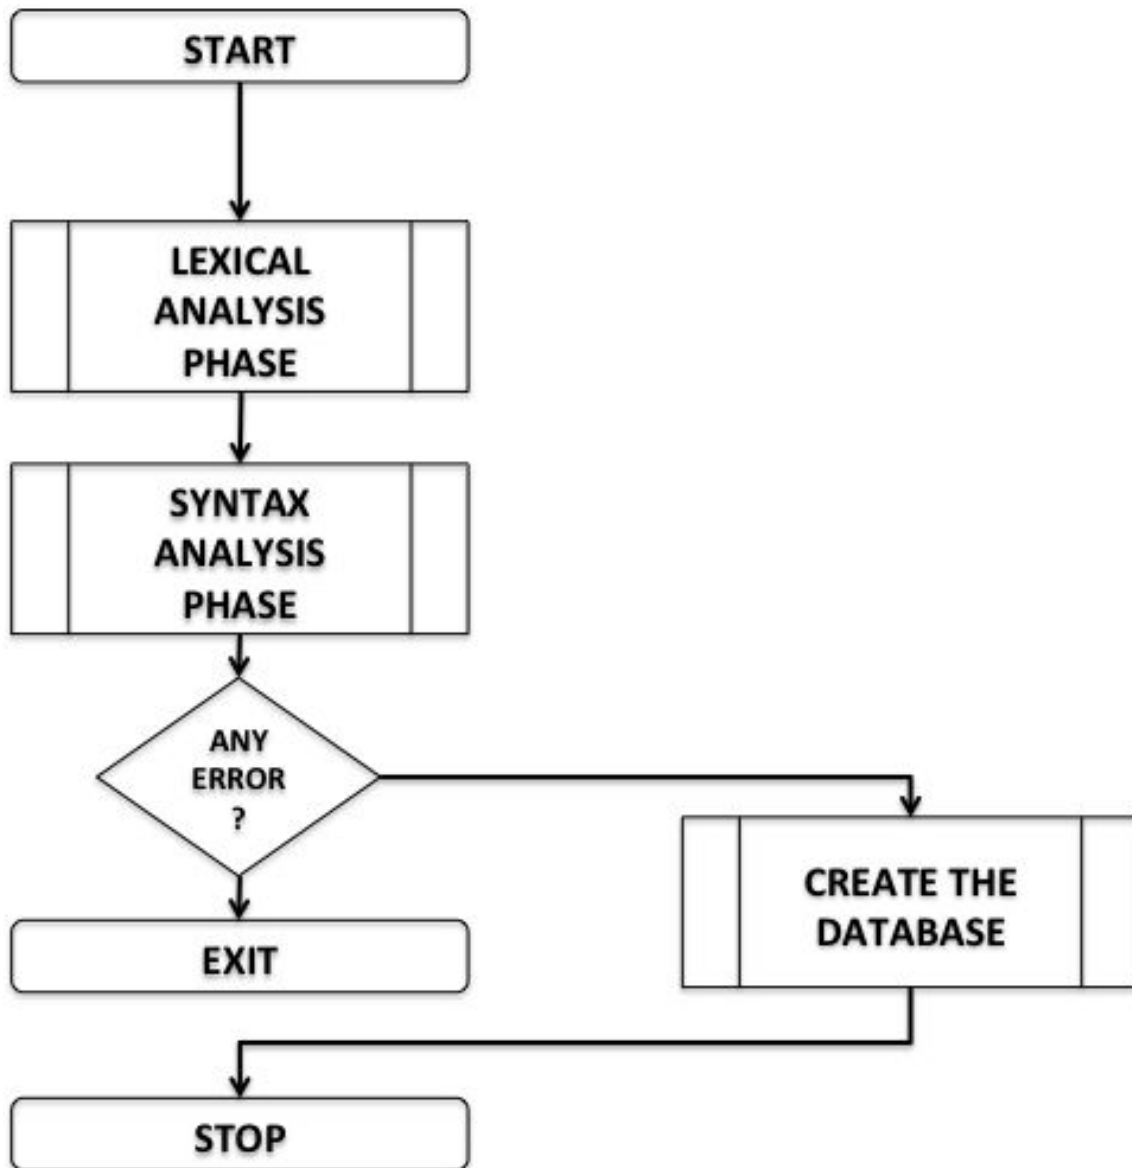 START
LEXICAL
ANALYSIS
PHASE
SYNTAX
ANALYSIS
PHASE
ANY
ERROR
?
CREATE THE
DATABASE
EXIT
STOP